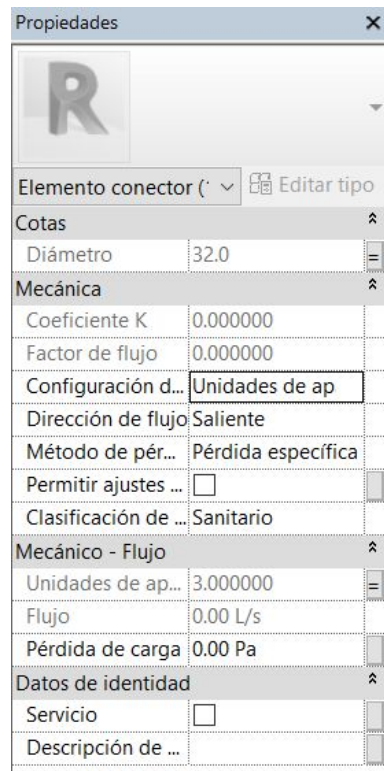 Propiedades
R
Elemento conector (
Editar tipo
Cotas
Diámetro 32.0 =
Mecánica
Coeficiente K 0.000000
Factor de flujo 0.000000
Configuración d... Unidades de ap
Dirección de flujo Saliente
Método de pér... Pérdida específica
Permitir ajustes ...
Clasificación de ... Sanitario
Mecánico - Flujo
Unidades de ap... 3.000000 =
Flujo 0.00 L/s
Pérdida de carga 0.00 Pa
Datos de identidad
Servicio
Descripción de ...